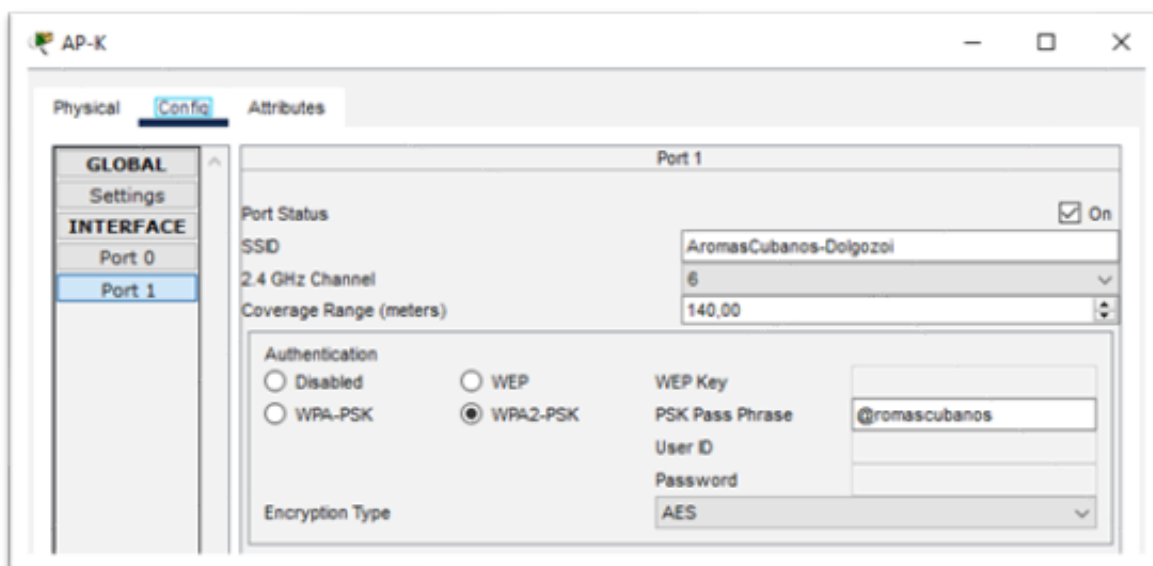 AP-K
Physical Config Attributes
GLOBAL
Settings
INTERFACE
Port 0
Port 1
Port 1
Port Status On
SSID AromasCubanos-Dolgozoi
2.4 GHz Channel 6
Coverage Range (meters) 140,00
Authentication
Disabled WEP WEP Key
WPA-PSK WPA2-PSK PSK Pass Phrase @romascubanos
User ID
Password
Encryption Type AES